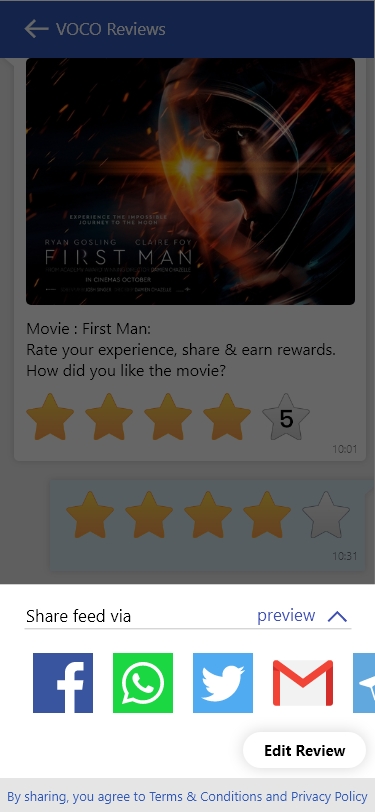 VOCO Reviews
EXPERIENCE THE IMPOSSIBLE
JOURNEY TO THE MOON
RYAN GOSLING CLAIRE FOY
FIRST MAN
IN CINEMAS OCTOBER
Movie : First Man:
Rate your experience, share & earn rewards.
How did you like the movie?
5
10:01
10:31
Share feed via
preview
Edit Review
By sharing, you agree to Terms & Conditions and Privacy Policy